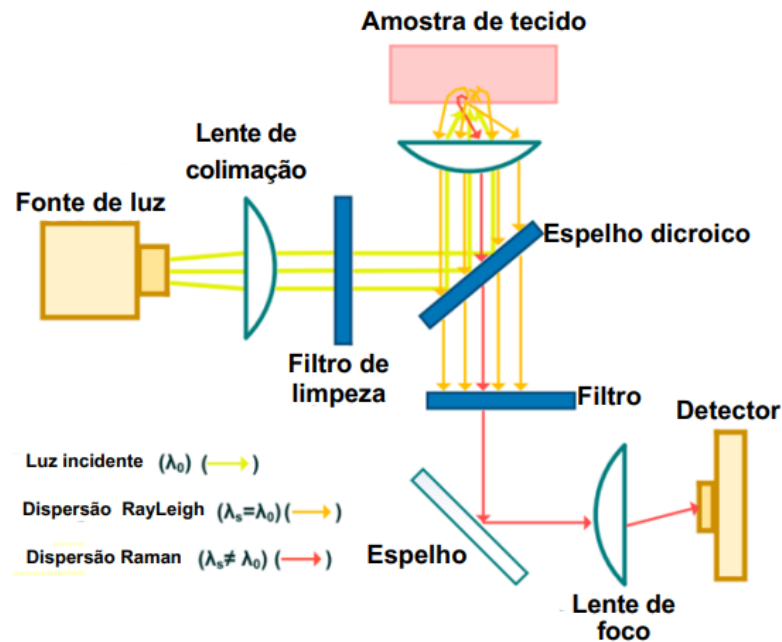 Amostra de tecido
Lente de
colimação
Fonte de luz
Espelho dicroico
Filtro de
limpeza
Filtro
Detector
Luz incidente (λ₀) (→)
Dispersão RayLeigh (λₛ=λ₀) (→)
Dispersão Raman (λₛ≠ λ₀) (→)
Espelho
Lente de
foco